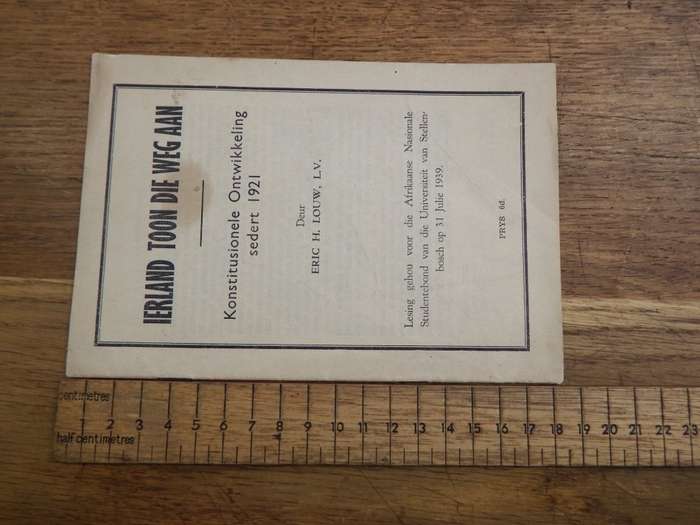 IERLAND TOON DIE WEG AAN
Konstitusionele Ontwikkeling
sedert 1921
Deur
ERIC H. LOUW, L.V.
Lesing gehou voor die Afrikaanse Nasionale
Studentebond van die Universiteit van Stellen-
bosch op 31 Julie 1939.
PRYS 6d.
centimetres
2 3 4 5 6 7 8 9 10 11 12 13 14 15 16 17 18 19 20 21 22 23
half centimetres